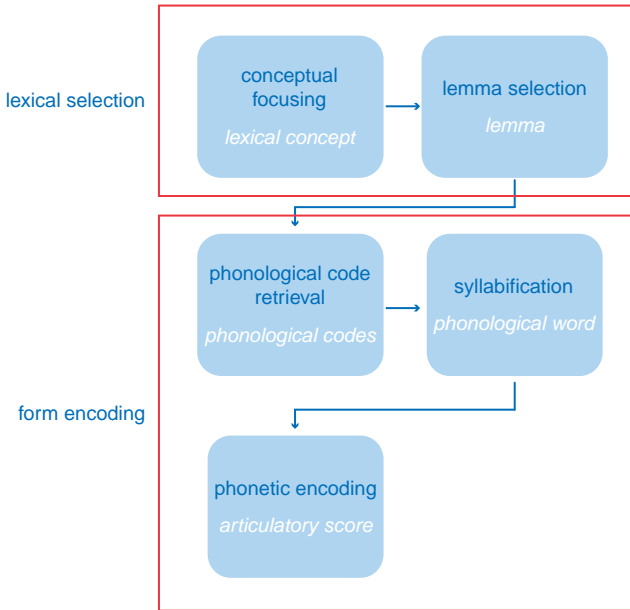 lexical selection
conceptual
focusing
lexical concept
lemma selection
lemma
form encoding
phonological code
retrieval
phonological codes
syllabification
phonological word
phonetic encoding
articulatory score